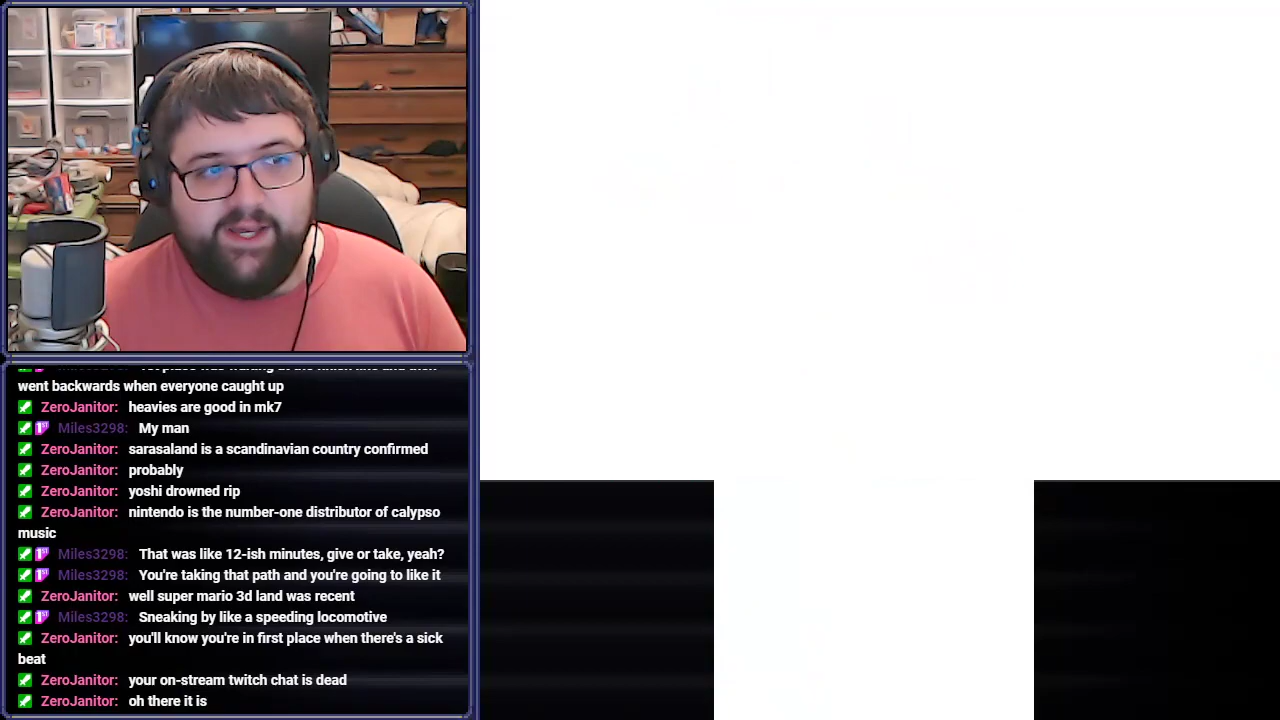 went backwards when everyone caught up
ZeroJanitor: heavies are good in mk7
Miles3298: My man
ZeroJanitor: sarasaland is a scandinavian country confirmed
ZeroJanitor: probably
ZeroJanitor: yoshi drowned rip
ZeroJanitor: nintendo is the number-one distributor of calypso
music
Miles3298: That was like 12-ish minutes, give or take, yeah?
Miles3298: You're taking that path and you're going to like it
ZeroJanitor: well super mario 3d land was recent
Miles3298: Sneaking by like a speeding locomotive
ZeroJanitor: you'll know you're in first place when there's a sick
beat
ZeroJanitor: your on-stream twitch chat is dead
ZeroJanitor: oh there it is